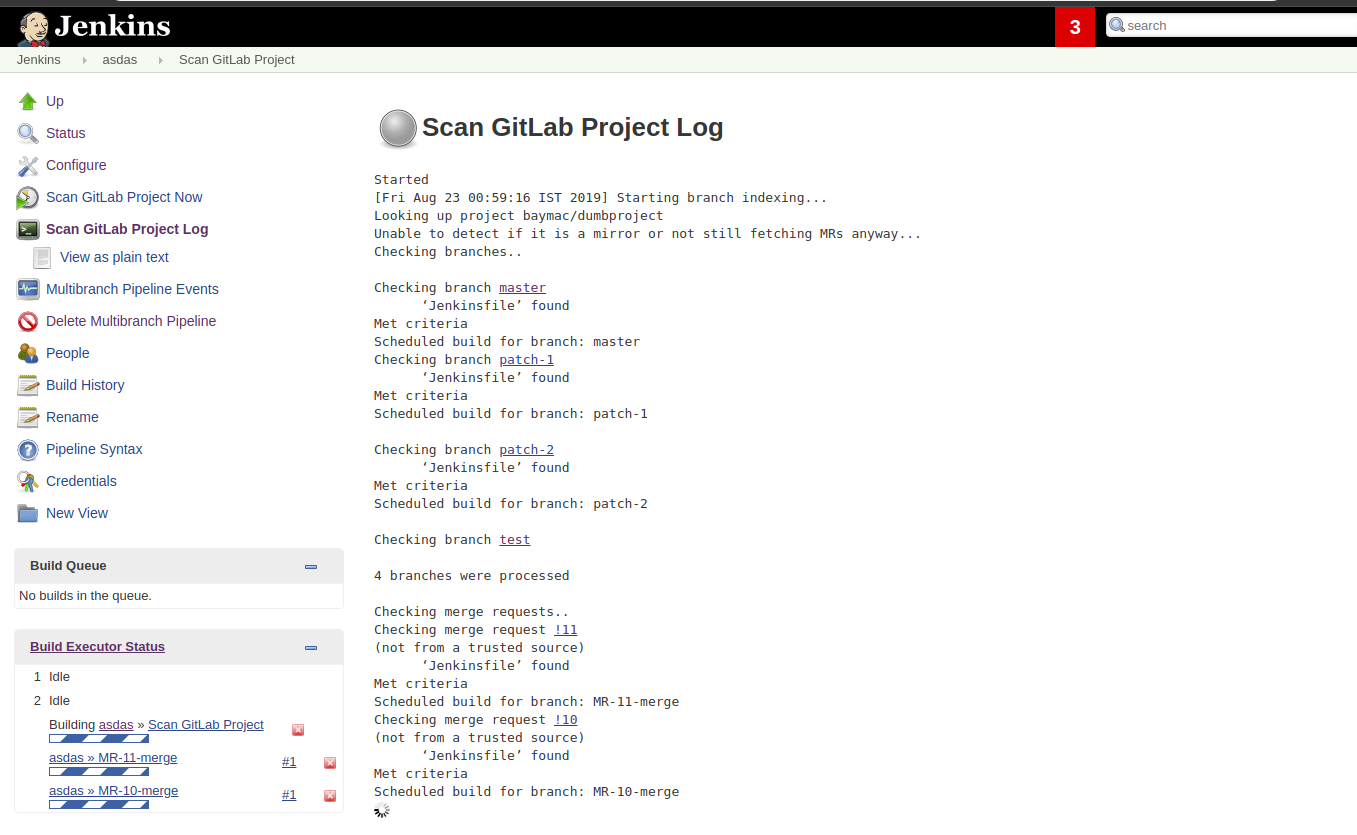 Jenkins
3
search
Jenkins
asdas
Scan GitLab Project
Up
Status
Configure
Scan GitLab Project Now
Scan GitLab Project Log
View as plain text
Multibranch Pipeline Events
Delete Multibranch Pipeline
People
Build History
Rename
Pipeline Syntax
Credentials
New View
Build Queue
No builds in the queue.
Build Executor Status
1 Idle
2 Idle
Building asdas » Scan GitLab Project
asdas » MR-11-merge #1
asdas » MR-10-merge #1
Scan GitLab Project Log
Started
[Fri Aug 23 00:59:16 IST 2019] Starting branch indexing...
Looking up project baymac/dumbproject
Unable to detect if it is a mirror or not still fetching MRs anyway...
Checking branches..
Checking branch master
‘Jenkinsfile’ found
Met criteria
Scheduled build for branch: master
Checking branch patch-1
‘Jenkinsfile’ found
Met criteria
Scheduled build for branch: patch-1
Checking branch patch-2
‘Jenkinsfile’ found
Met criteria
Scheduled build for branch: patch-2
Checking branch test
4 branches were processed
Checking merge requests..
Checking merge request !11
(not from a trusted source)
‘Jenkinsfile’ found
Met criteria
Scheduled build for branch: MR-11-merge
Checking merge request !10
(not from a trusted source)
‘Jenkinsfile’ found
Met criteria
Scheduled build for branch: MR-10-merge